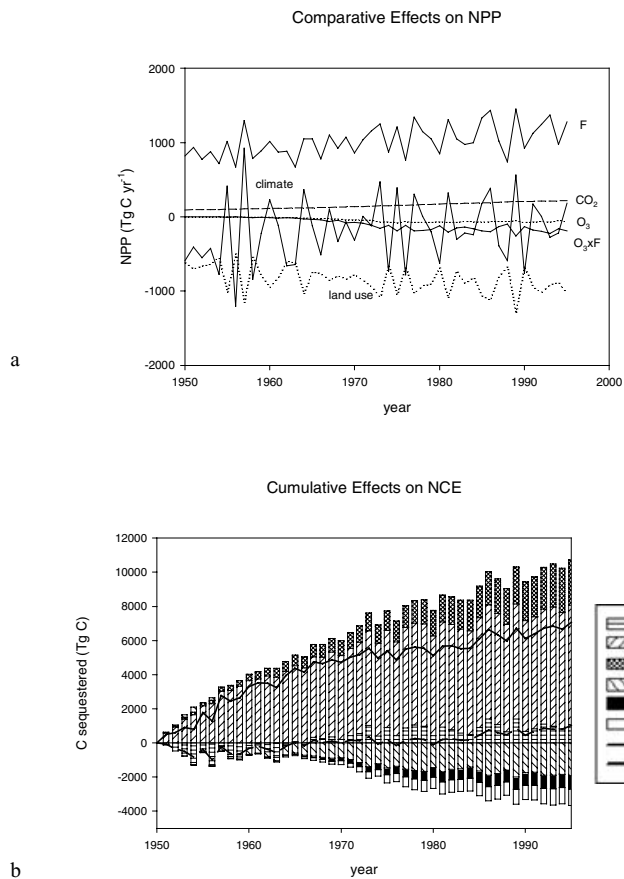 Comparative Effects on NPP
2000
1000
0
-1000
-2000
NPP (Tg C yr⁻¹)
F
climate
CO₂
O₃
O₃xF
land use
1950
1960
1970
1980
1990
2000
year
a
Cumulative Effects on NCE
12000
10000
8000
6000
4000
2000
0
-2000
-4000
C sequestered (Tg C)
1950
1960
1970
1980
1990
year
b